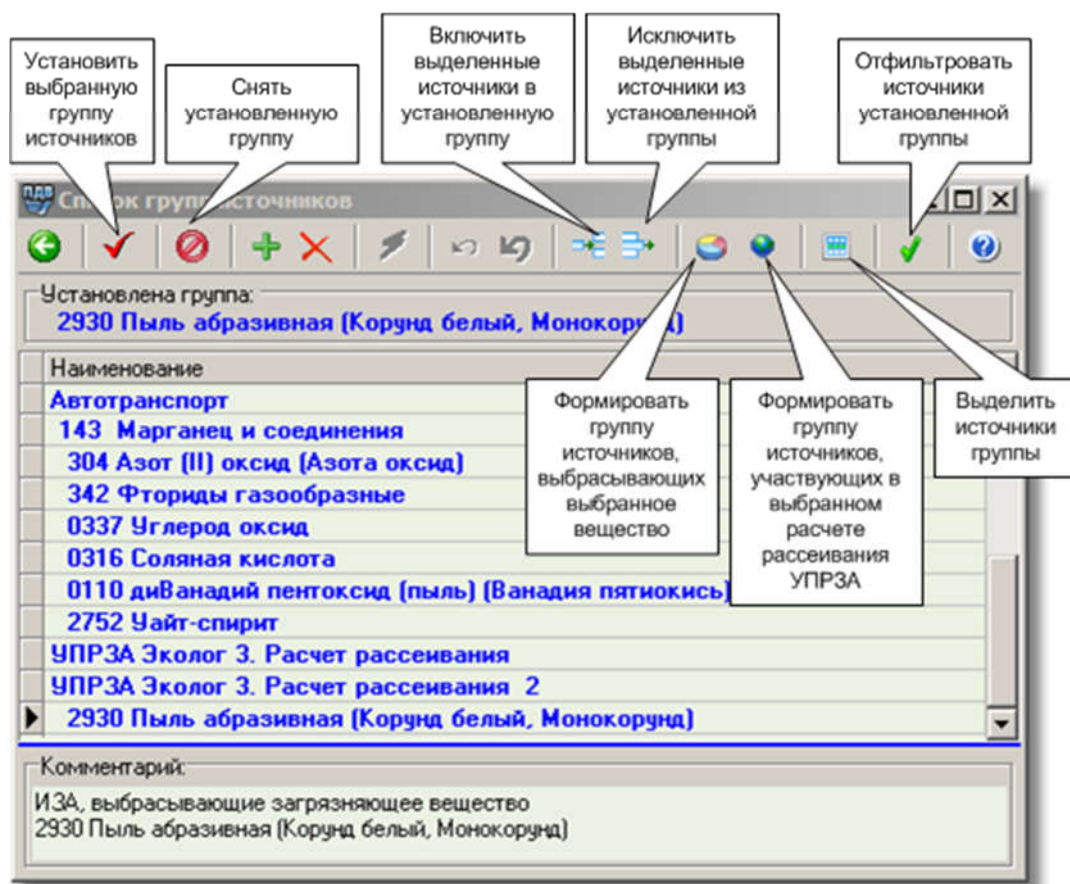 Установить
выбранную
группу
источников
Снять
установленную
группу
Включить
выделенные
источники в
установленную
группу
Исключить
выделенные
источники из
установленной
группы
Отфильтровать
источники
установленной
группы
ПДВ
Список групп источников
Установлена группа:
2930 Пыль абразивная (Корунд белый, Монокорунд)
Наименование
Автотранспорт
143 Марганец и соединения
304 Азот (II) оксид (Азота оксид)
342 Фториды газообразные
0337 Углерод оксид
0316 Соляная кислота
0110 диВанадий пентоксид (пыль) (Ванадия пятиокись)
2752 Уайт-спирит
УПРЗА Эколог 3. Расчет рассеивания
УПРЗА Эколог 3. Расчет рассеивания 2
2930 Пыль абразивная (Корунд белый, Монокорунд)
Формировать
группу
источников,
выбрасывающих
выбранное
вещество
Формировать
группу
источников,
участвующих в
выбранном
расчете
рассеивания
УПРЗА
Выделить
источники
группы
Комментарий:
ИЗА, выбрасывающие загрязняющее вещество
2930 Пыль абразивная (Корунд белый, Монокорунд)